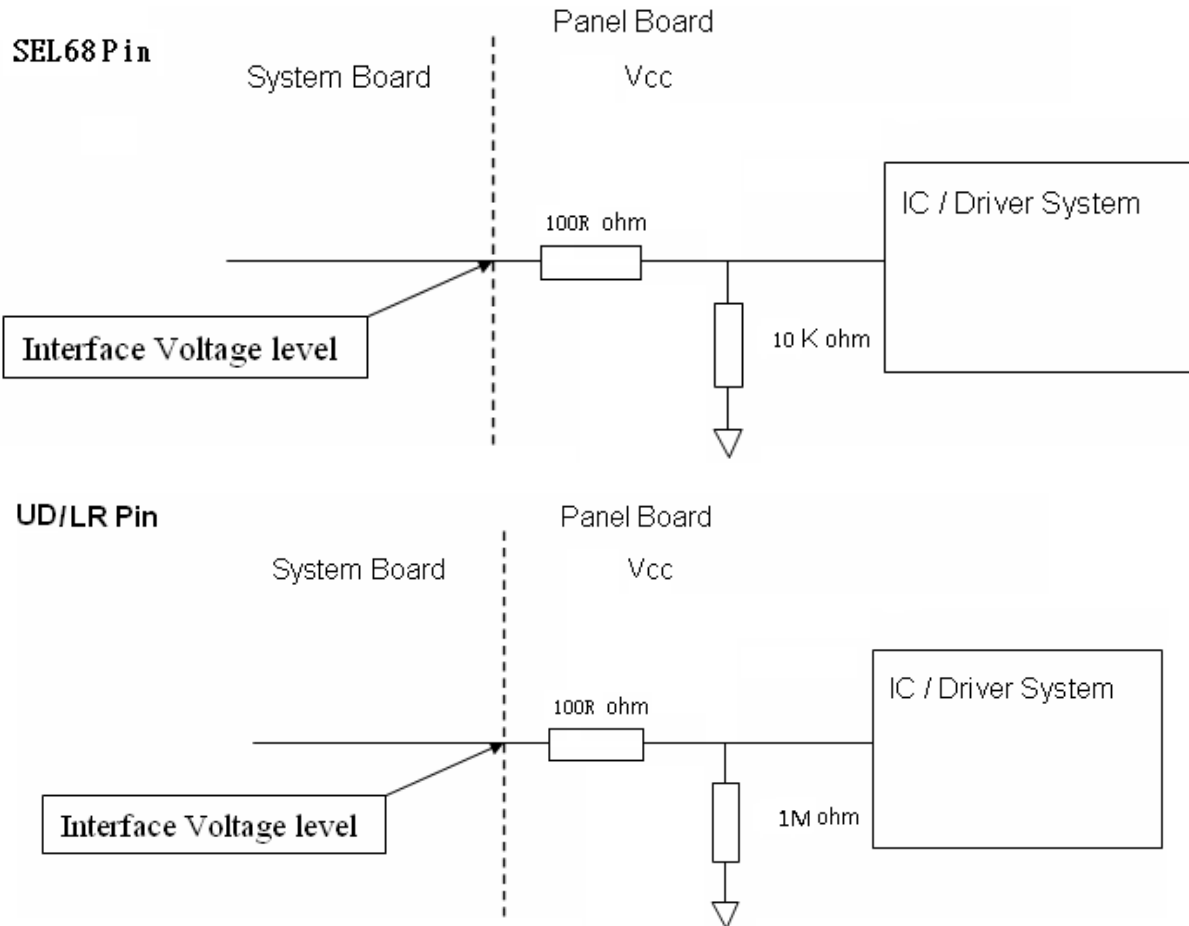 SEL68 Pin
Panel Board
System Board
Vcc
IC / Driver System
100R ohm
Interface Voltage level
10 K ohm
UD/LR Pin
Panel Board
System Board
Vcc
IC / Driver System
100R ohm
Interface Voltage level
1M ohm